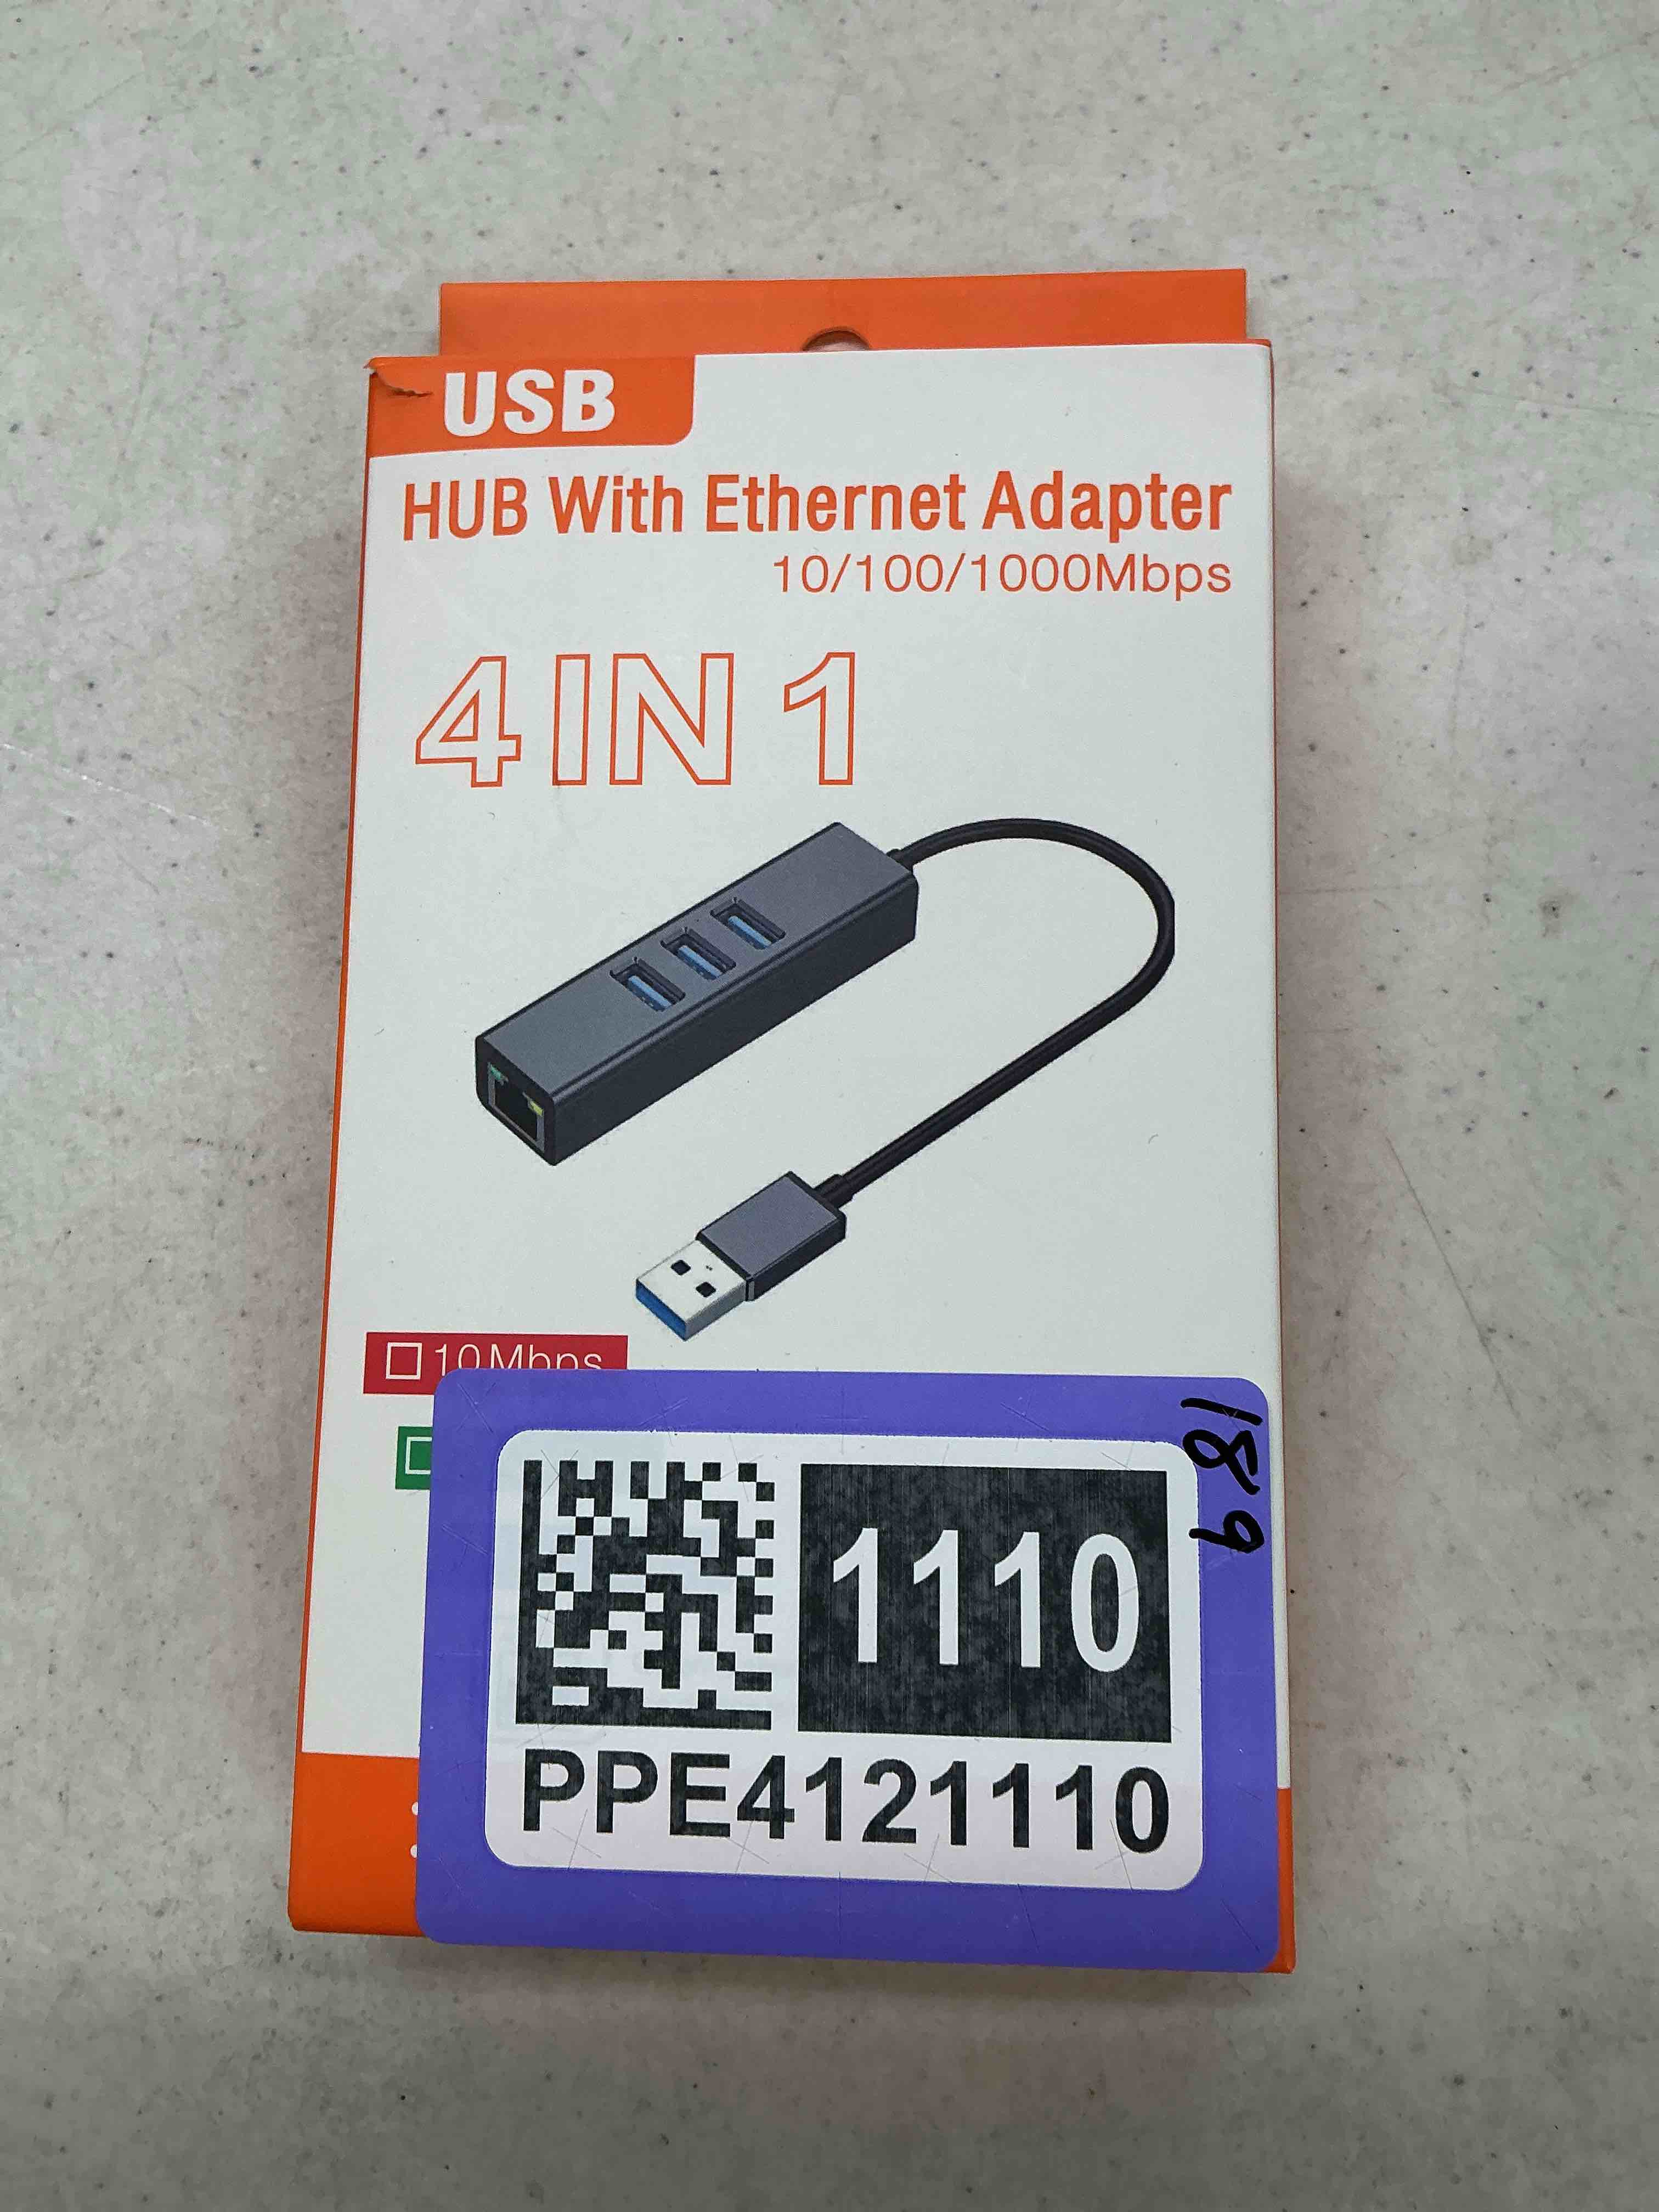 USB
HUB With Ethernet Adapter
10/100/1000Mbps
4 IN 1
10Mbps
189
1110
PPE4121110